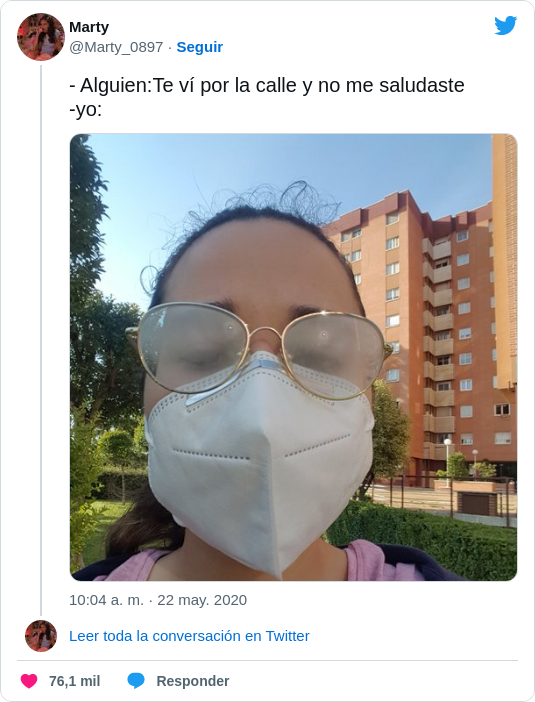 Marty
@Marty_0897 · Seguir
- Alguien:Te ví por la calle y no me saludaste
-yo:
10:04 a. m. · 22 may. 2020
Leer toda la conversación en Twitter
76,1 mil Responder